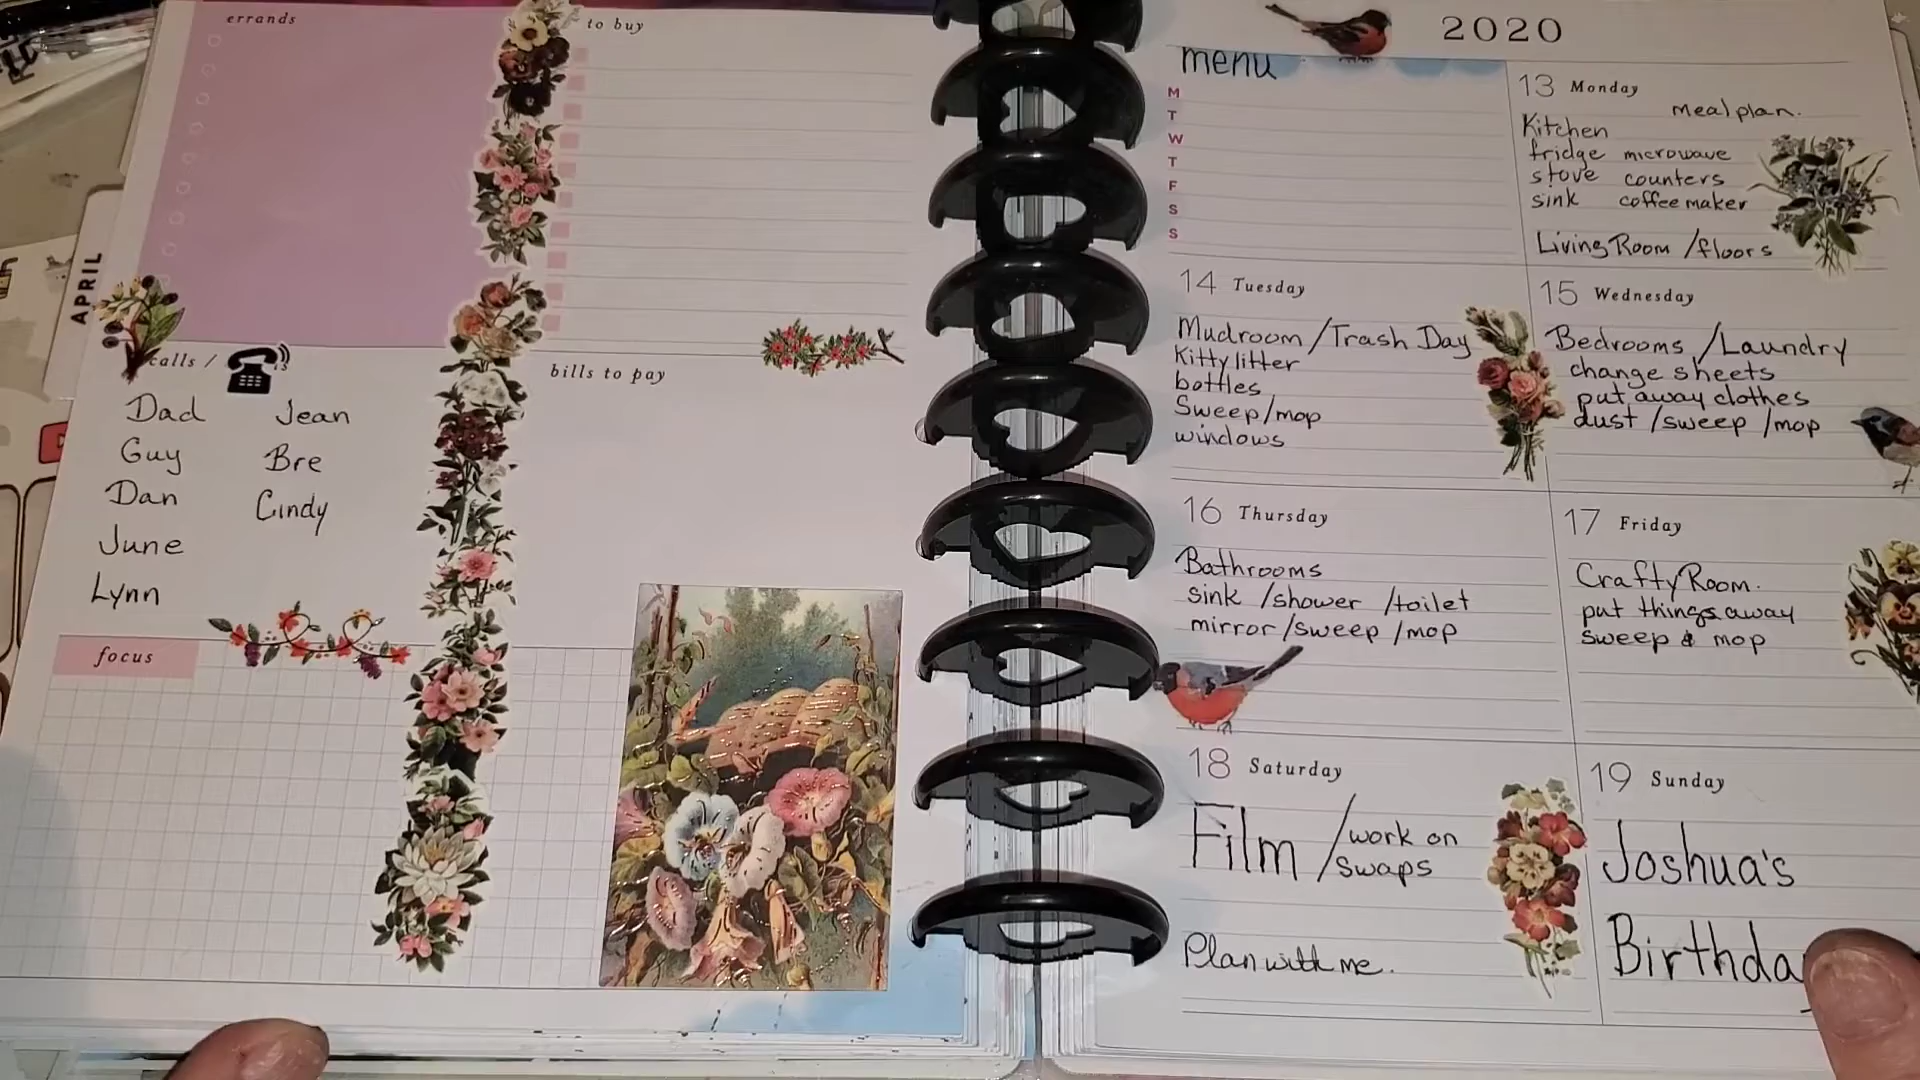 errands
to buy
APRIL
calls /
Dad Jean
Guy Bre
Dan Cindy
June
Lynn
bills to pay
focus
2020
menu
M
T
W
T
F
S
S
13 Monday
meal plan.
Kitchen
fridge microwave
stove counters
sink coffee maker
Living Room / floors
14 Tuesday
Mudroom / Trash Day
Kitty litter
bottles
Sweep/mop
windows
15 Wednesday
Bedrooms / Laundry
change sheets
put away clothes
dust / sweep / mop
16 Thursday
Bathrooms
sink / shower / toilet
mirror / sweep / mop
17 Friday
Crafty Room.
put things away
sweep & mop
18 Saturday
Film / work on
swaps
Plan with me.
19 Sunday
Joshua's
Birthda